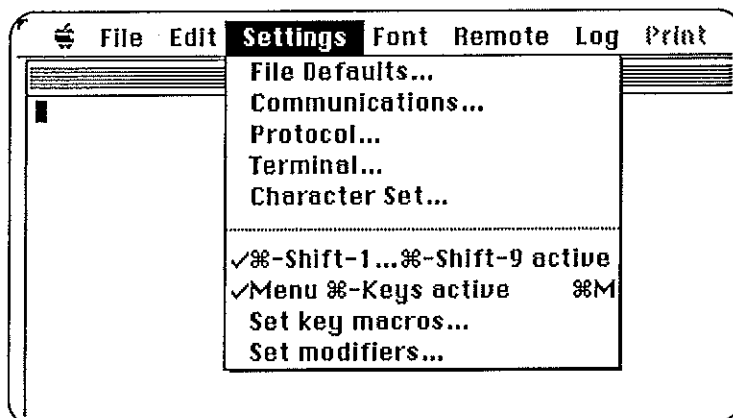 File Edit Settings Font Remote Log Print
File Defaults...
Communications...
Protocol...
Terminal...
Character Set...
✓⌘-Shift-1...⌘-Shift-9 active
✓Menu ⌘-Keys active ⌘M
Set key macros...
Set modifiers...